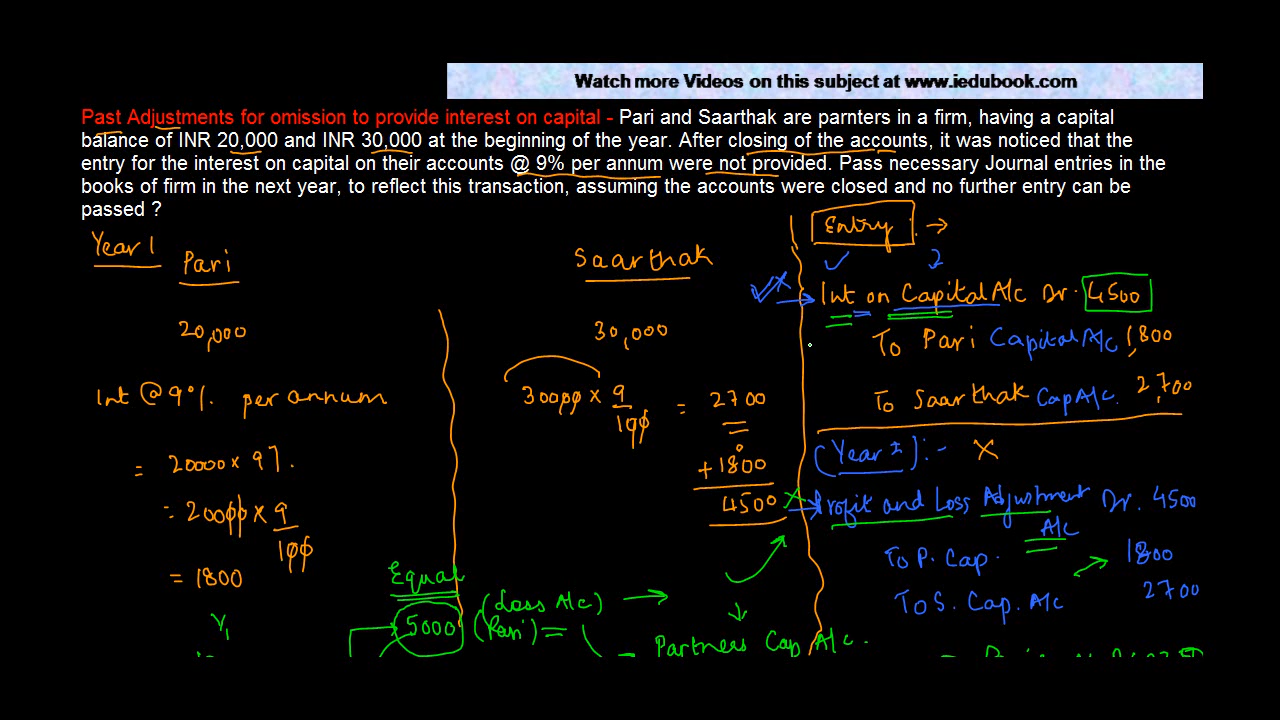 Watch more Videos on this subject at www.iedubook.com
Past Adjustments for omission to provide interest on capital - Pari and Saarthak are parnters in a firm, having a capital
balance of INR 20,000 and INR 30,000 at the beginning of the year. After closing of the accounts, it was noticed that the
entry for the interest on capital on their accounts @ 9% per annum were not provided. Pass necessary Journal entries in the
books of firm in the next year, to reflect this transaction, assuming the accounts were closed and no further entry can be
passed ?
Year 1
Pari
20,000
Int @ 9% per annum
= 20000 x 9%.
= 20000 x 9/100
= 1800
Y1
Saarthak
30,000
30000 x 9/100 = 2700
+1800
4500
Equal
5000 (Loss A/c)
(Pari) =
Partners Cap A/c.
Entry :→
2
Int on Capital A/c Dr. 4500
To Pari Capital A/c 1,800
To Saarthak Cap A/c. 2,700
(Year 2):- X
Profit and Loss Adjustment Dr. 4500
A/c
To P. Cap. 1800
To S. Cap. A/c 2700